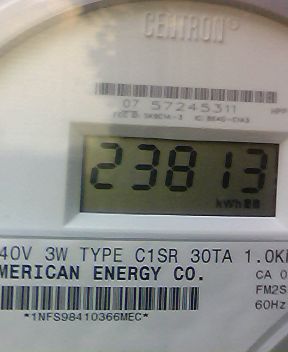 CENTRON®
07 57245311
23813
kWh
40V 3W TYPE C1SR 30TA 1.0K
MERICAN ENERGY CO.
CA 0
FM2S
60Hz
*1NFS98410366MEC*